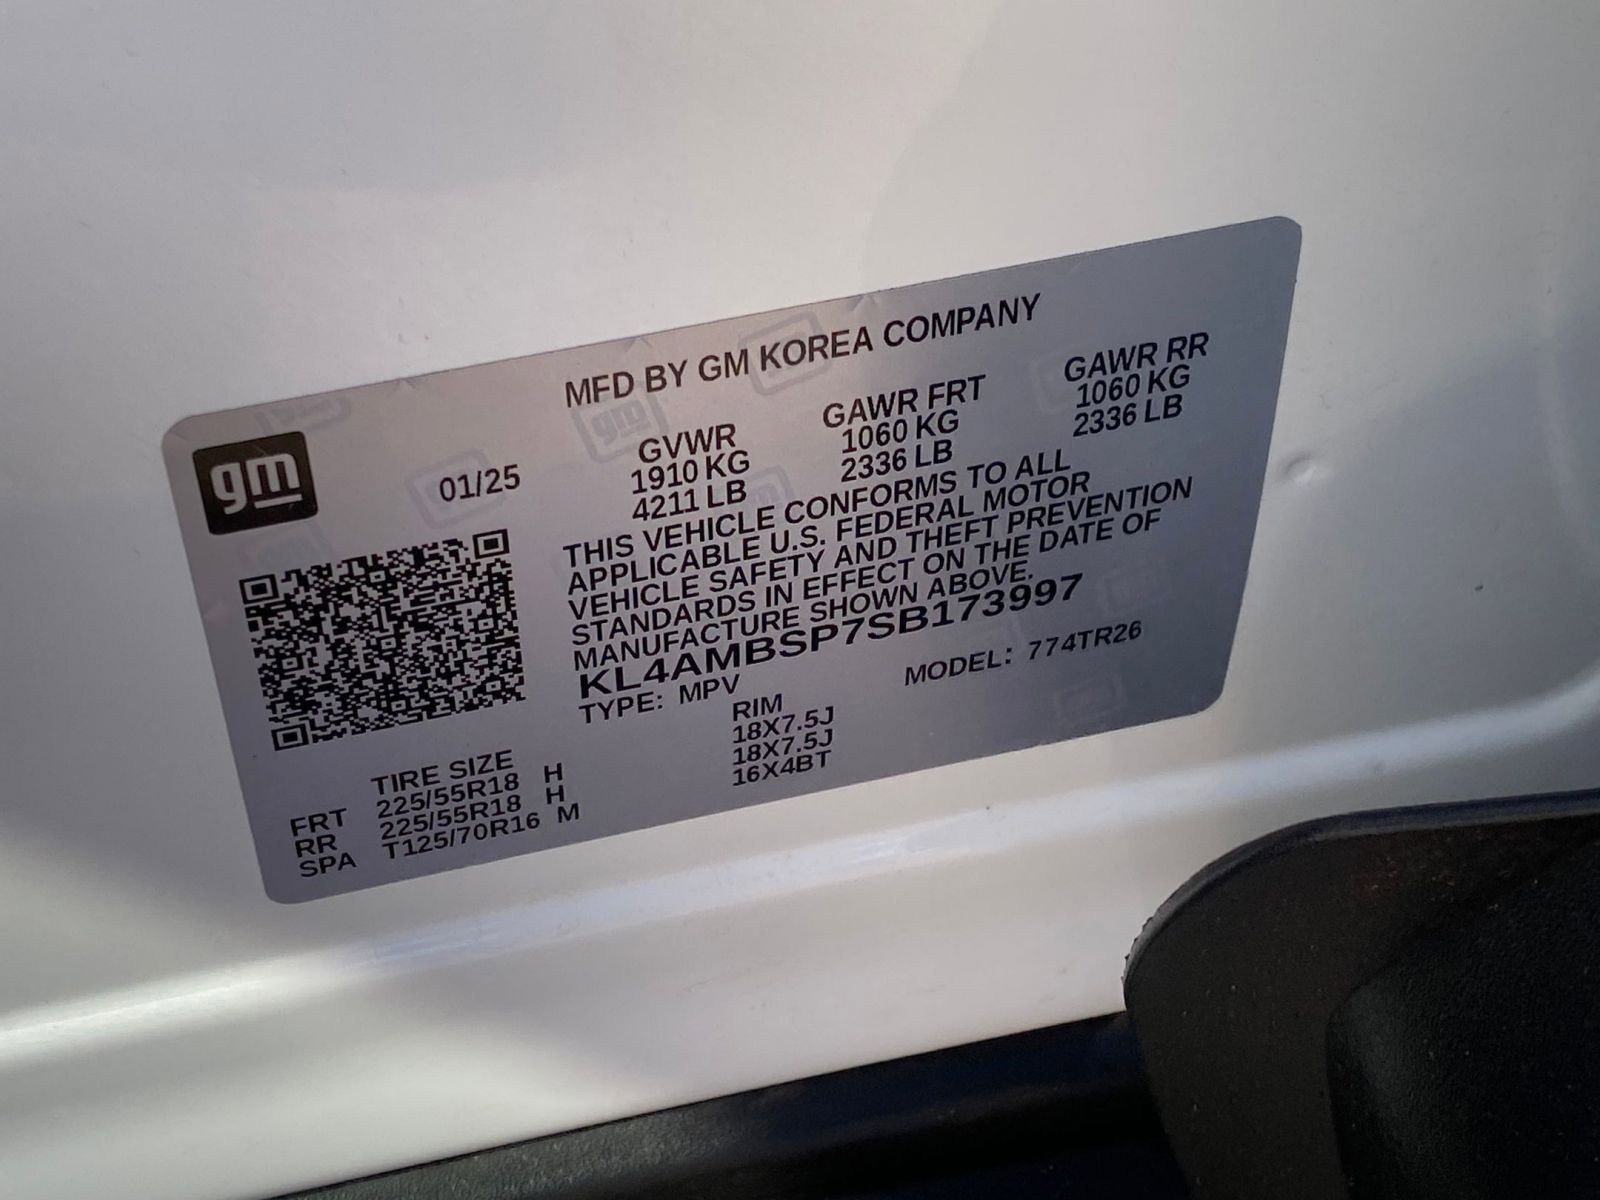 MFD BY GM KOREA COMPANY
gm
01/25
GVWR GAWR FRT GAWR RR
1910 KG 1060 KG 1060 KG
4211 LB 2336 LB 2336 LB
THIS VEHICLE CONFORMS TO ALL
APPLICABLE U.S. FEDERAL MOTOR
VEHICLE SAFETY AND THEFT PREVENTION
STANDARDS IN EFFECT ON THE DATE OF
MANUFACTURE SHOWN ABOVE.
KL4AMBSP7SB173997
TYPE: MPV MODEL: 774TR26
TIRE SIZE RIM
FRT 225/55R18 H 18X7.5J
RR 225/55R18 H 18X7.5J
SPA T125/70R16 M 16X4BT